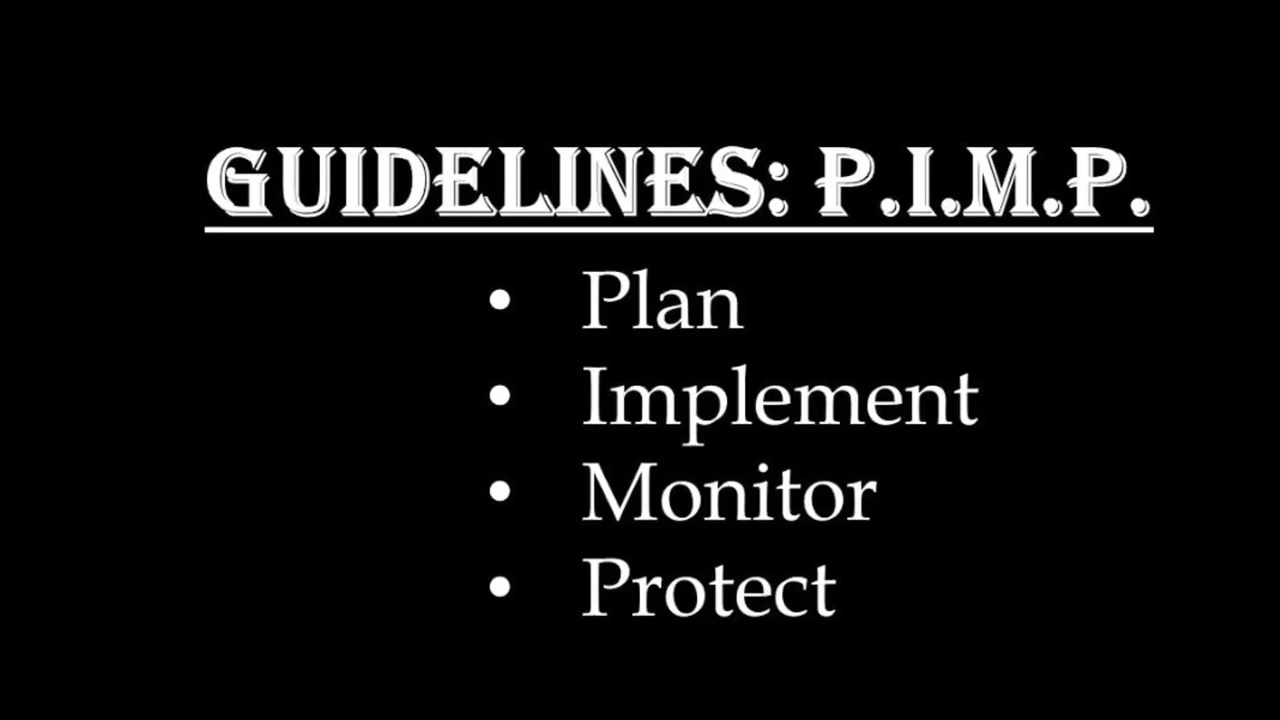 GUIDELINES: P.I.M.P.
• Plan
• Implement
• Monitor
• Protect